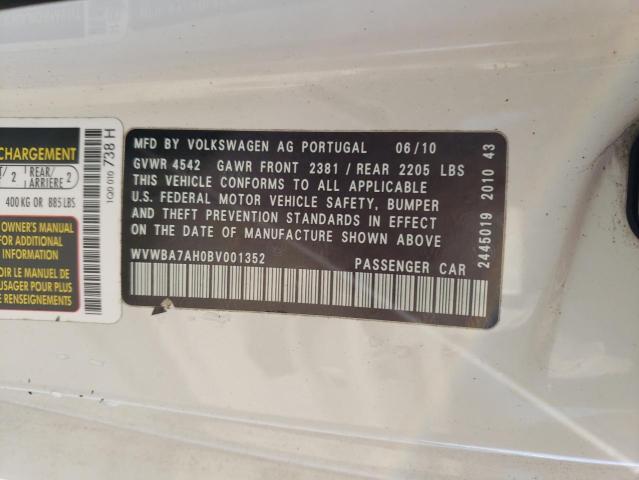 CHARGEMENT
/2 REAR/ ARRIERE 2
400 KG OR 885 LBS
OWNER'S MANUAL
FOR ADDITIONAL
INFORMATION
OIR LE MANUEL
USAGER POUR PLUS
RENSEIGNEMENTS
1Q0 010 738 H
MFD BY VOLKSWAGEN AG PORTUGAL 06/10
GVWR 4542 GAWR FRONT 2381 / REAR 2205 LBS
THIS VEHICLE CONFORMS TO ALL APPLICABLE
U.S. FEDERAL MOTOR VEHICLE SAFETY, BUMPER
AND THEFT PREVENTION STANDARDS IN EFFECT
ON THE DATE OF MANUFACTURE SHOWN ABOVE
WVWBA7AH0BV001352 PASSENGER CAR
2445019 2010 43